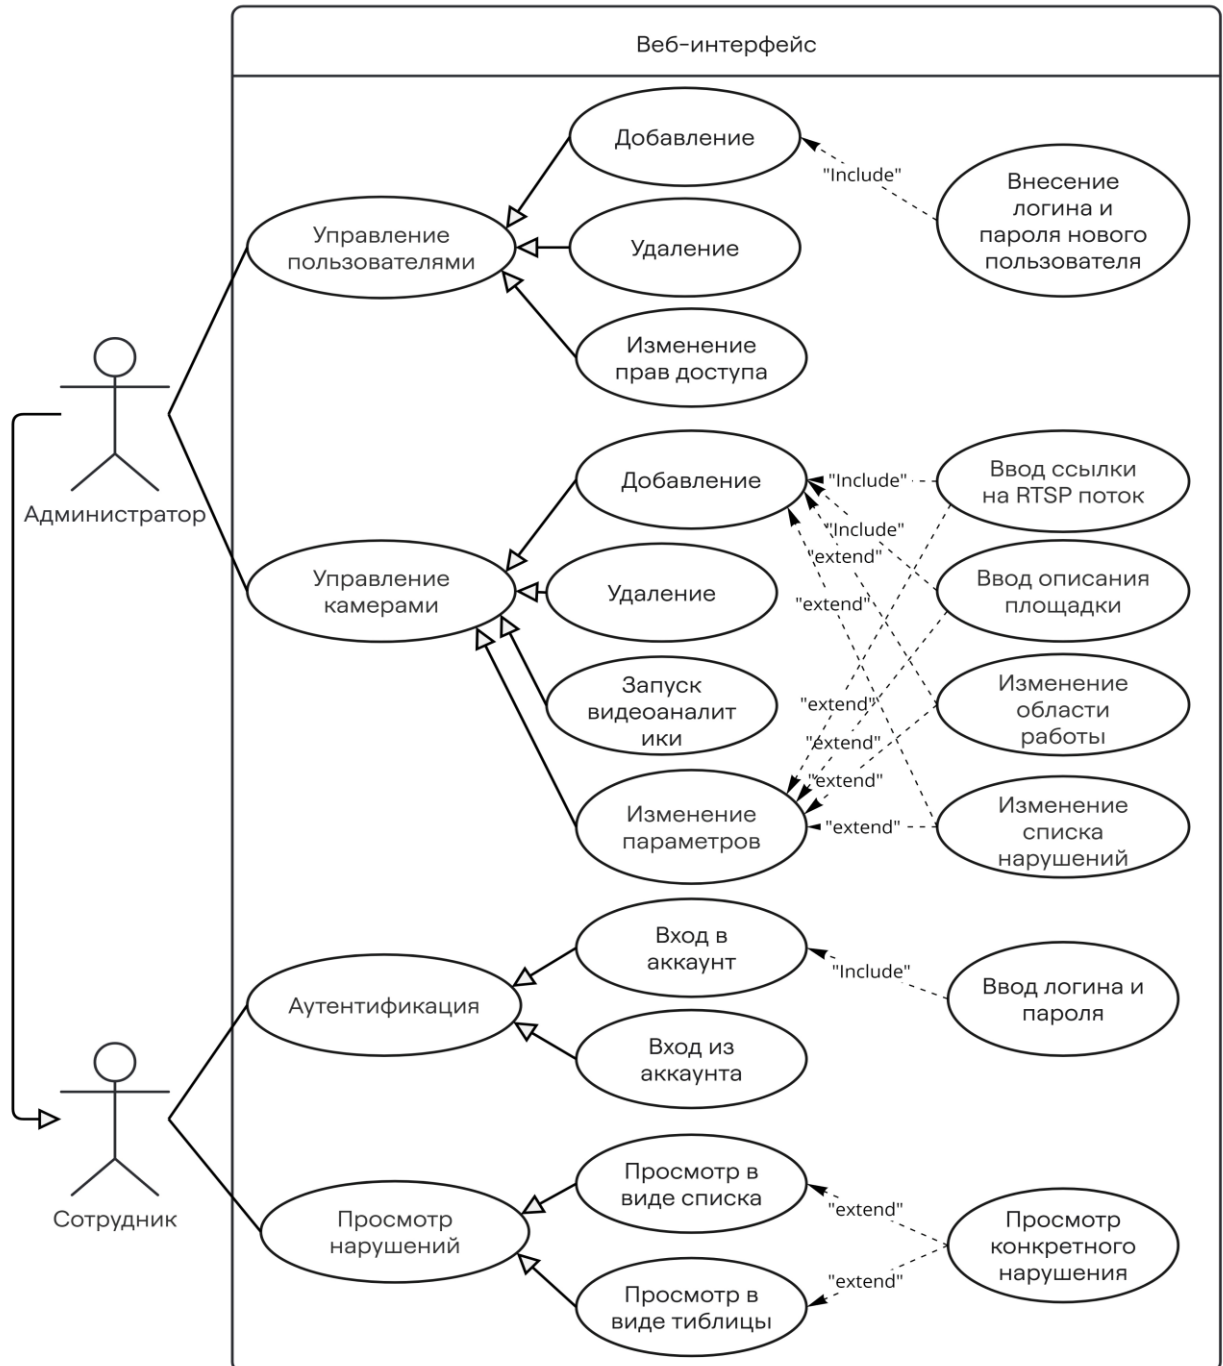 Веб-интерфейс
Добавление
"Include"
Внесение
логина и
пароля нового
пользователя
Управление
пользователями
Удаление
Изменение
прав доступа
Администратор
Добавление
"Include"
Ввод ссылки
на RTSP поток
"Include"
"extend"
Управление
камерами
Удаление
"extend"
Ввод описания
площадки
Запуск
видеоаналит
ики
"extend"
"extend"
Изменение
области
работы
"extend"
Изменение
параметров
"extend"
Изменение
списка
нарушений
Вход в
аккаунт
"Include"
Ввод логина и
пароля
Аутентификация
Вход из
аккаунта
Сотрудник
Просмотр в
виде списка
"extend"
Просмотр
нарушений
Просмотр
конкретного
нарушения
"extend"
Просмотр в
виде тиблицы